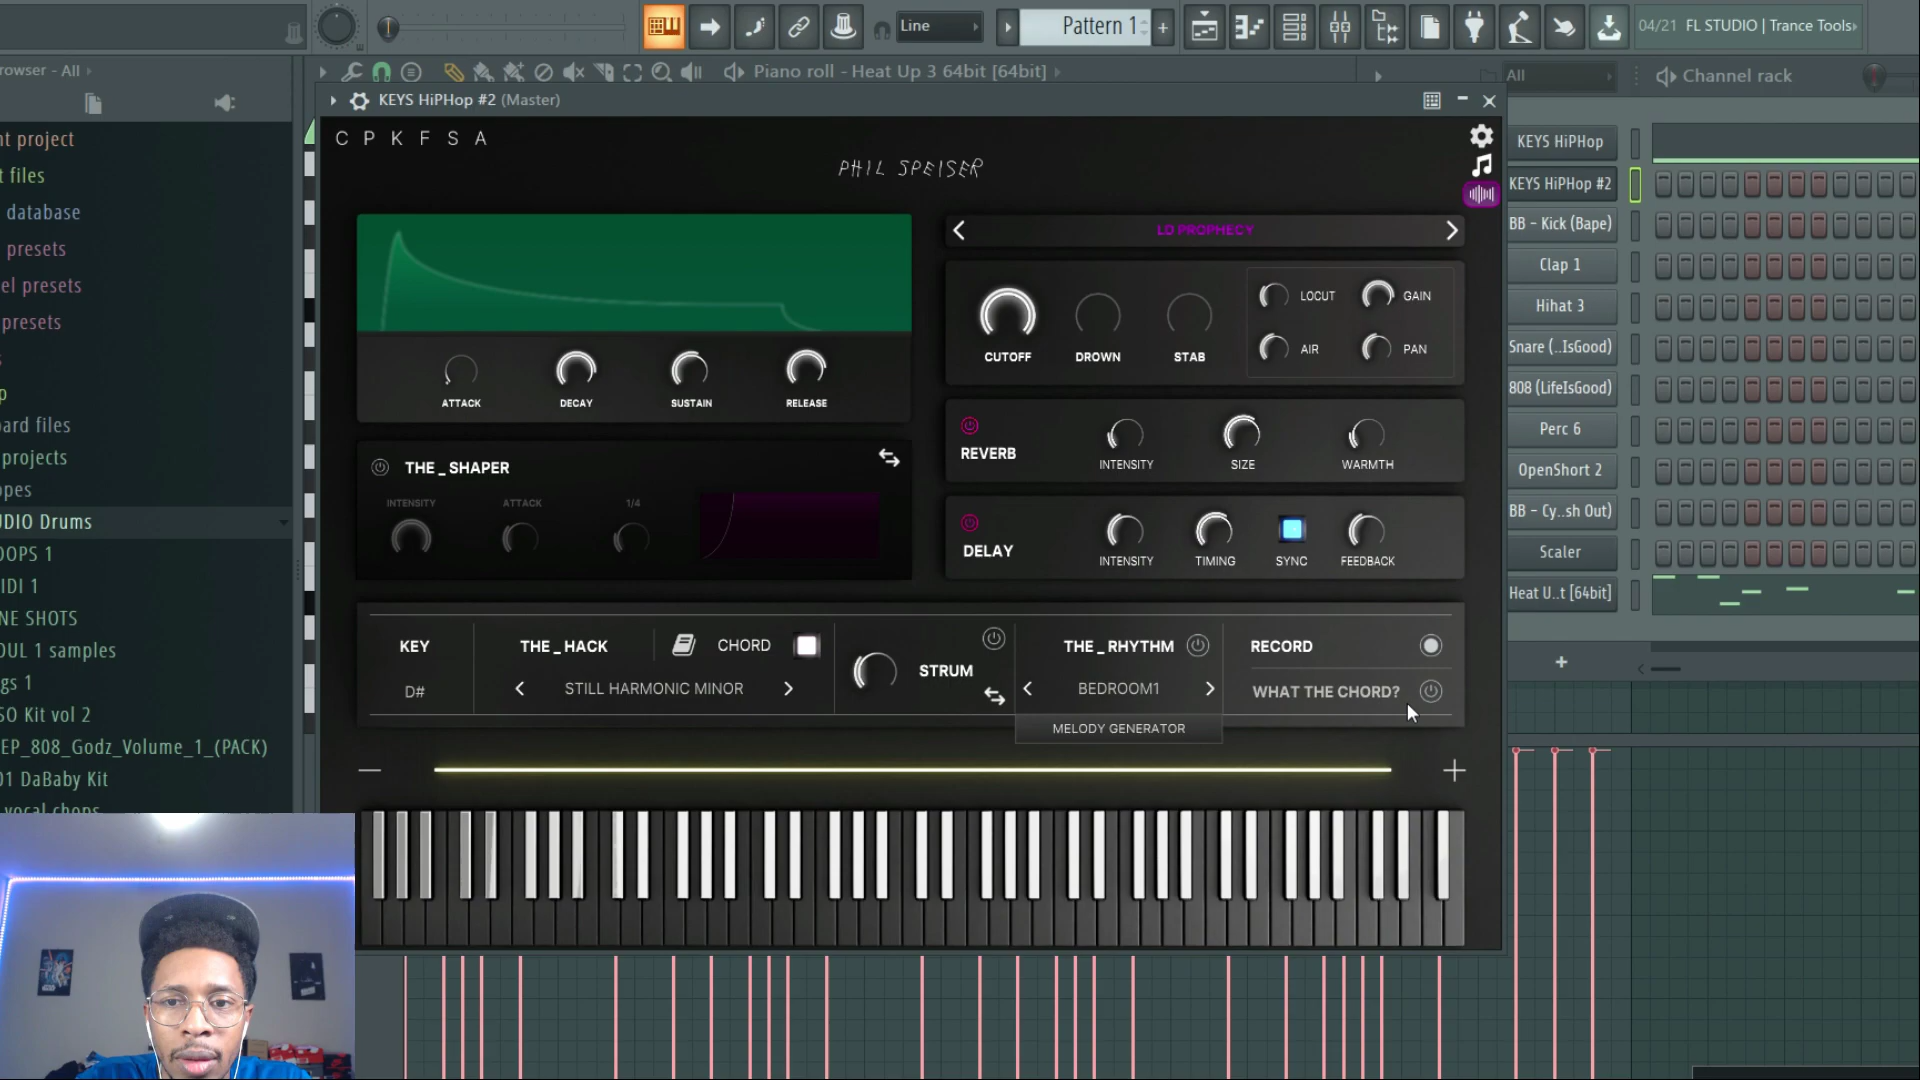 Line
Pattern 1
04/21 FL STUDIO | Trance Tools
rowser - All
Piano roll - Heat Up 3 64bit [64bit]
All
Channel rack
nt project
t files
database
presets
el presets
presets
s
p
ard files
projects
opes
UDIO Drums
OOPS 1
IDI 1
NE SHOTS
OUL 1 samples
gs 1
SO Kit vol 2
EP_808_Godz_Volume_1_(PACK)
01 DaBaby Kit
vocal chops
KEYS HiPHop #2 (Master)
C P K F S A
PHIL SPEISER
LD PROPHECY
ATTACK
DECAY
SUSTAIN
RELEASE
CUTOFF
DROWN
STAB
LOCUT
GAIN
AIR
PAN
THE_SHAPER
INTENSITY
ATTACK
1/4
REVERB
INTENSITY
SIZE
WARMTH
DELAY
INTENSITY
TIMING
SYNC
FEEDBACK
KEY
D#
THE_HACK
CHORD
STILL HARMONIC MINOR
STRUM
THE_RHYTHM
BEDROOM1
MELODY GENERATOR
RECORD
WHAT THE CHORD?
KEYS HiPHop
KEYS HiPHop #2
BB - Kick (Bape)
Clap 1
Hihat 3
Snare (..IsGood)
808 (LifeIsGood)
Perc 6
OpenShort 2
BB - Cy..sh Out)
Scaler
Heat U..t [64bit]